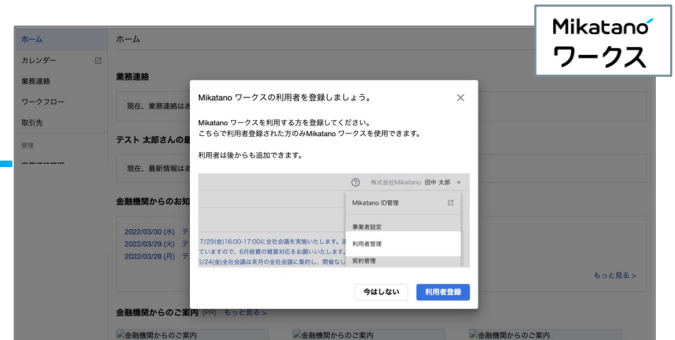 Mikatano
ワークス
ホーム
ホーム
カレンダー
業務連絡
ワークフロー
取引先
管理
業務連絡
現在、業務連絡はあ
テスト 太郎さんの最
現在、最新情報はあ
金融機関からのお知
2022/03/30 (水) テ
2022/03/29 (火) テ
2022/03/28 (月) テ
もっと見る >
金融機関からのご案内 [PR] もっと見る >
金融機関からのご案内
金融機関からのご案内
金融機関からのご案内
Mikatano ワークスの利用者を登録しましょう。
Mikatano ワークスを利用する方を登録してください。
こちらで利用者登録された方のみMikatano ワークスを使用できます。
利用者は後からも追加できます。
株式会社Mikatano 田中 太郎
Mikatano ID管理
事業者設定
利用者管理
契約管理
7/29(金)16:00-17:00に全社会議を実施いたします。
ていますので、6月経費の精算対応をお願いいたします。
5/24(金)全社会議は来月の全社会議に集約し、開催なし
今はしない
利用者登録